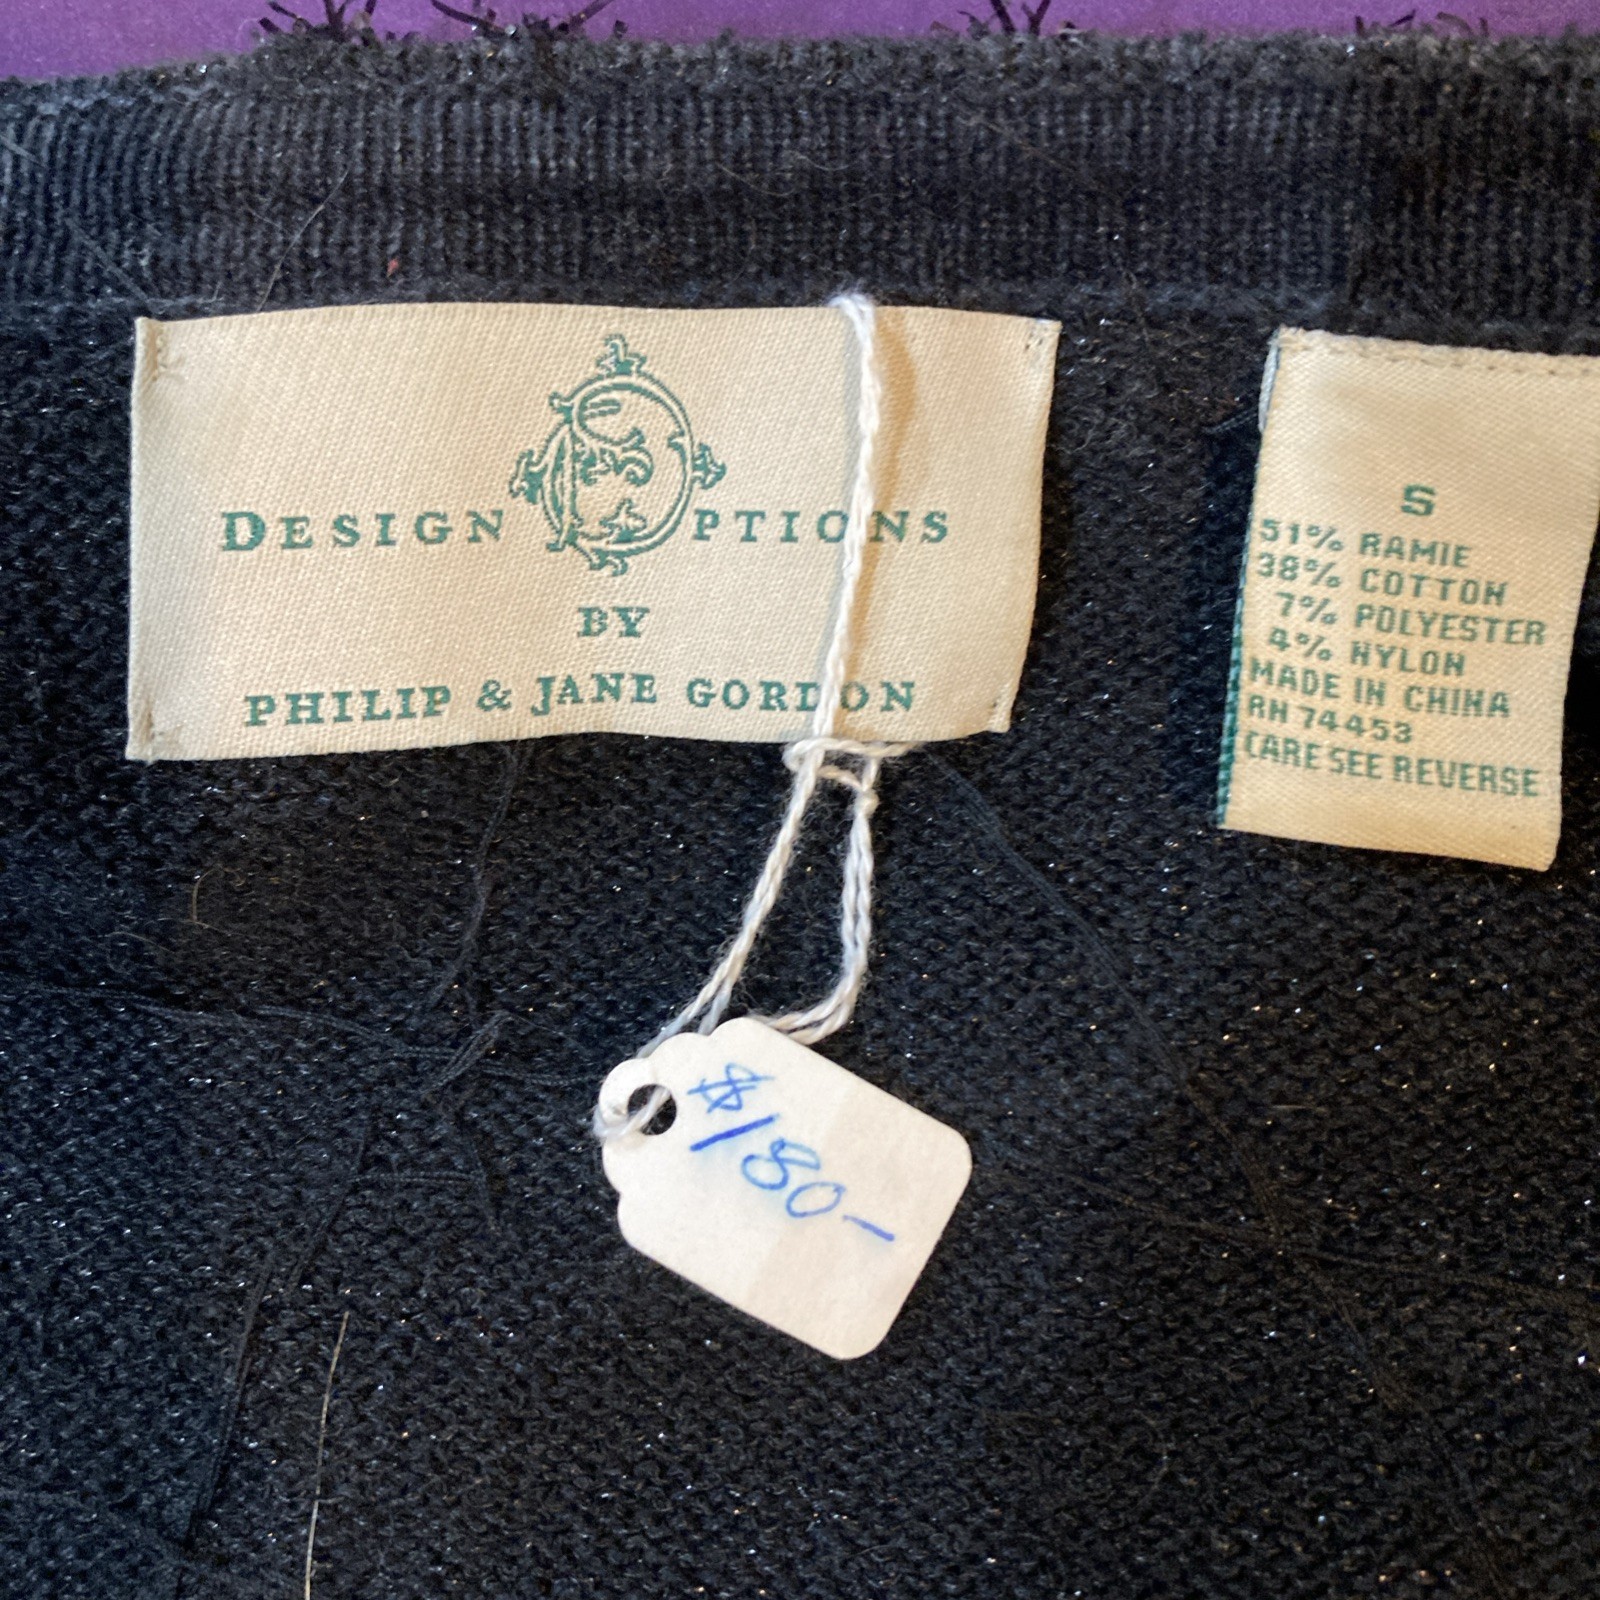 DESIGN OPTIONS
BY
PHILIP & JANE GORDON
S
51% RAMIE
38% COTTON
7% POLYESTER
4% NYLON
MADE IN CHINA
RN 74453
CARE SEE REVERSE
$180-